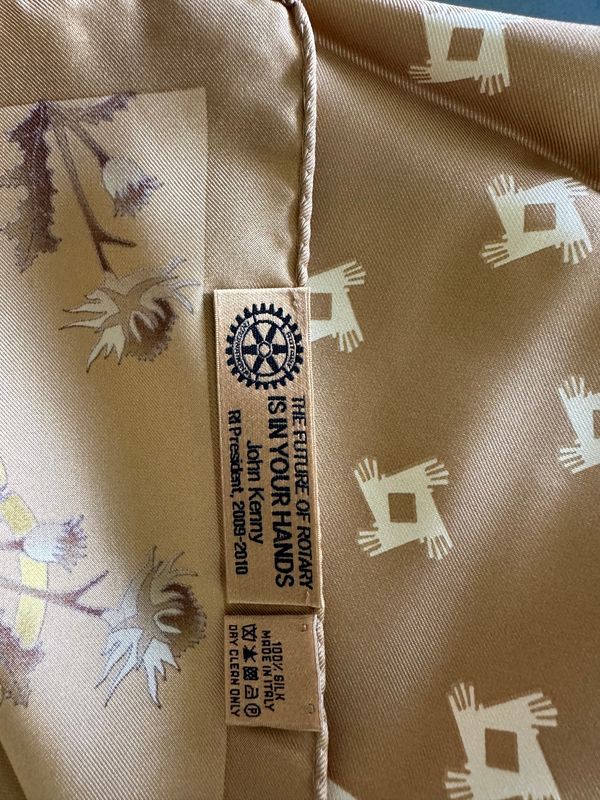 THE FUTURE OF ROTARY
IS IN YOUR HANDS
John Kenny
RI President, 2009-2010
100% SILK
MADE IN ITALY
DRY CLEAN ONLY